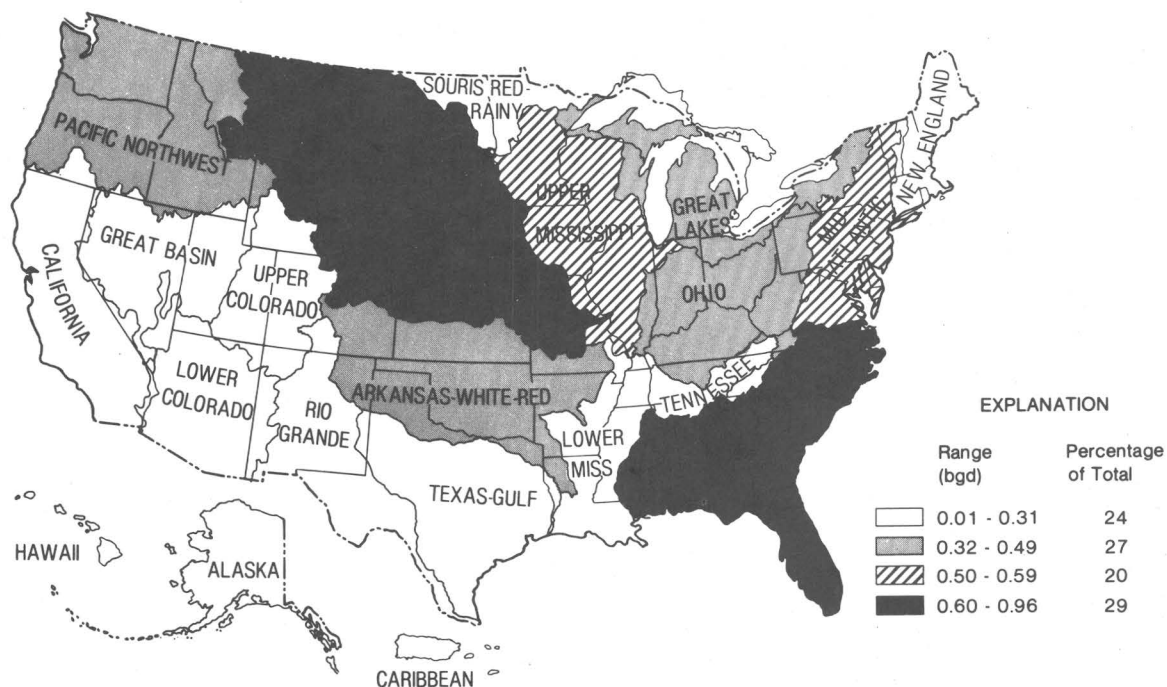 SOURIS RED-
RAINY
PACIFIC NORTHWEST
NEW ENGLAND
UPPER
MISSISSIPPI
GREAT
LAKES
MID
ATLANTIC
GREAT BASIN
CALIFORNIA
UPPER
COLORADO
OHIO
LOWER
COLORADO
RIO
GRANDE
ARKANSAS-WHITE-RED
TENNESSEE
LOWER
MISS
TEXAS-GULF
HAWAII
ALASKA
CARIBBEAN
EXPLANATION
Range Percentage
(bgd) of Total
0.01 - 0.31 24
0.32 - 0.49 27
0.50 - 0.59 20
0.60 - 0.96 29